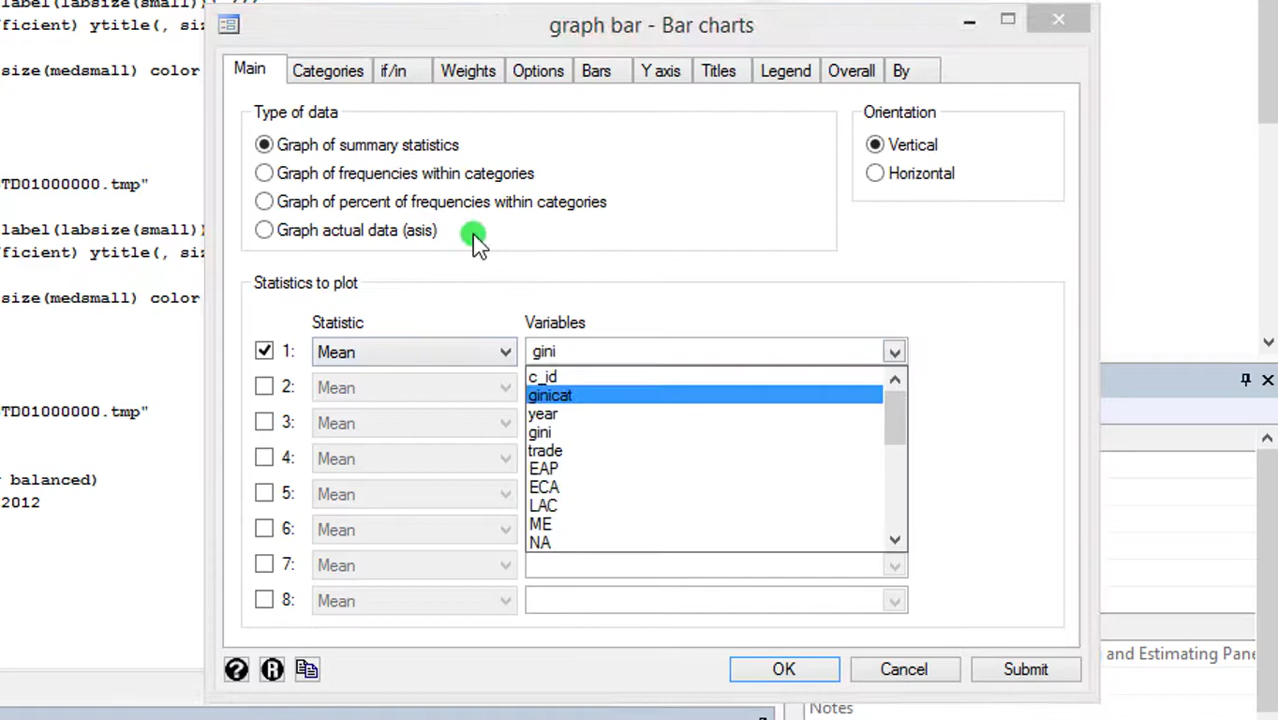 label(labsize(small))
graph bar - Bar charts
fficient) ytitle(,
Main Categories if/in Weights Options Bars Y axis Titles Legend Overall By
size(medsmall) color
Type of data
Orientation
Graph of summary statistics
Vertical
Graph of frequencies within categories
Horizontal
TD01000000.tmp"
Graph of percent of frequencies within categories
label(labsize(small))
Graph actual data (asis)
fficient) ytitle(, siz
Statistics to plot
size(medsmall) color
Statistic Variables
1: Mean gini
c_id
2: Mean
ginicat
year
TD01000000.tmp"
3: Mean
gini
trade
4: Mean
EAP
balanced)
ECA
5: Mean
2012
LAC
ME
6: Mean
NA
7: Mean
8: Mean
and Estimating Pane
? R OK Cancel Submit
Notes